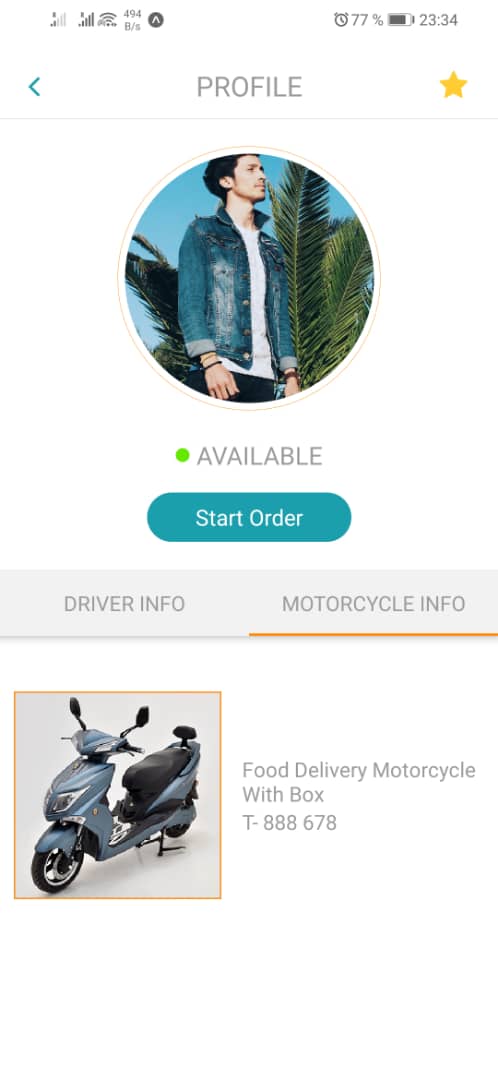 494
B/s
77 %
23:34
PROFILE
AVAILABLE
Start Order
DRIVER INFO
MOTORCYCLE INFO
Food Delivery Motorcycle
With Box
T- 888 678